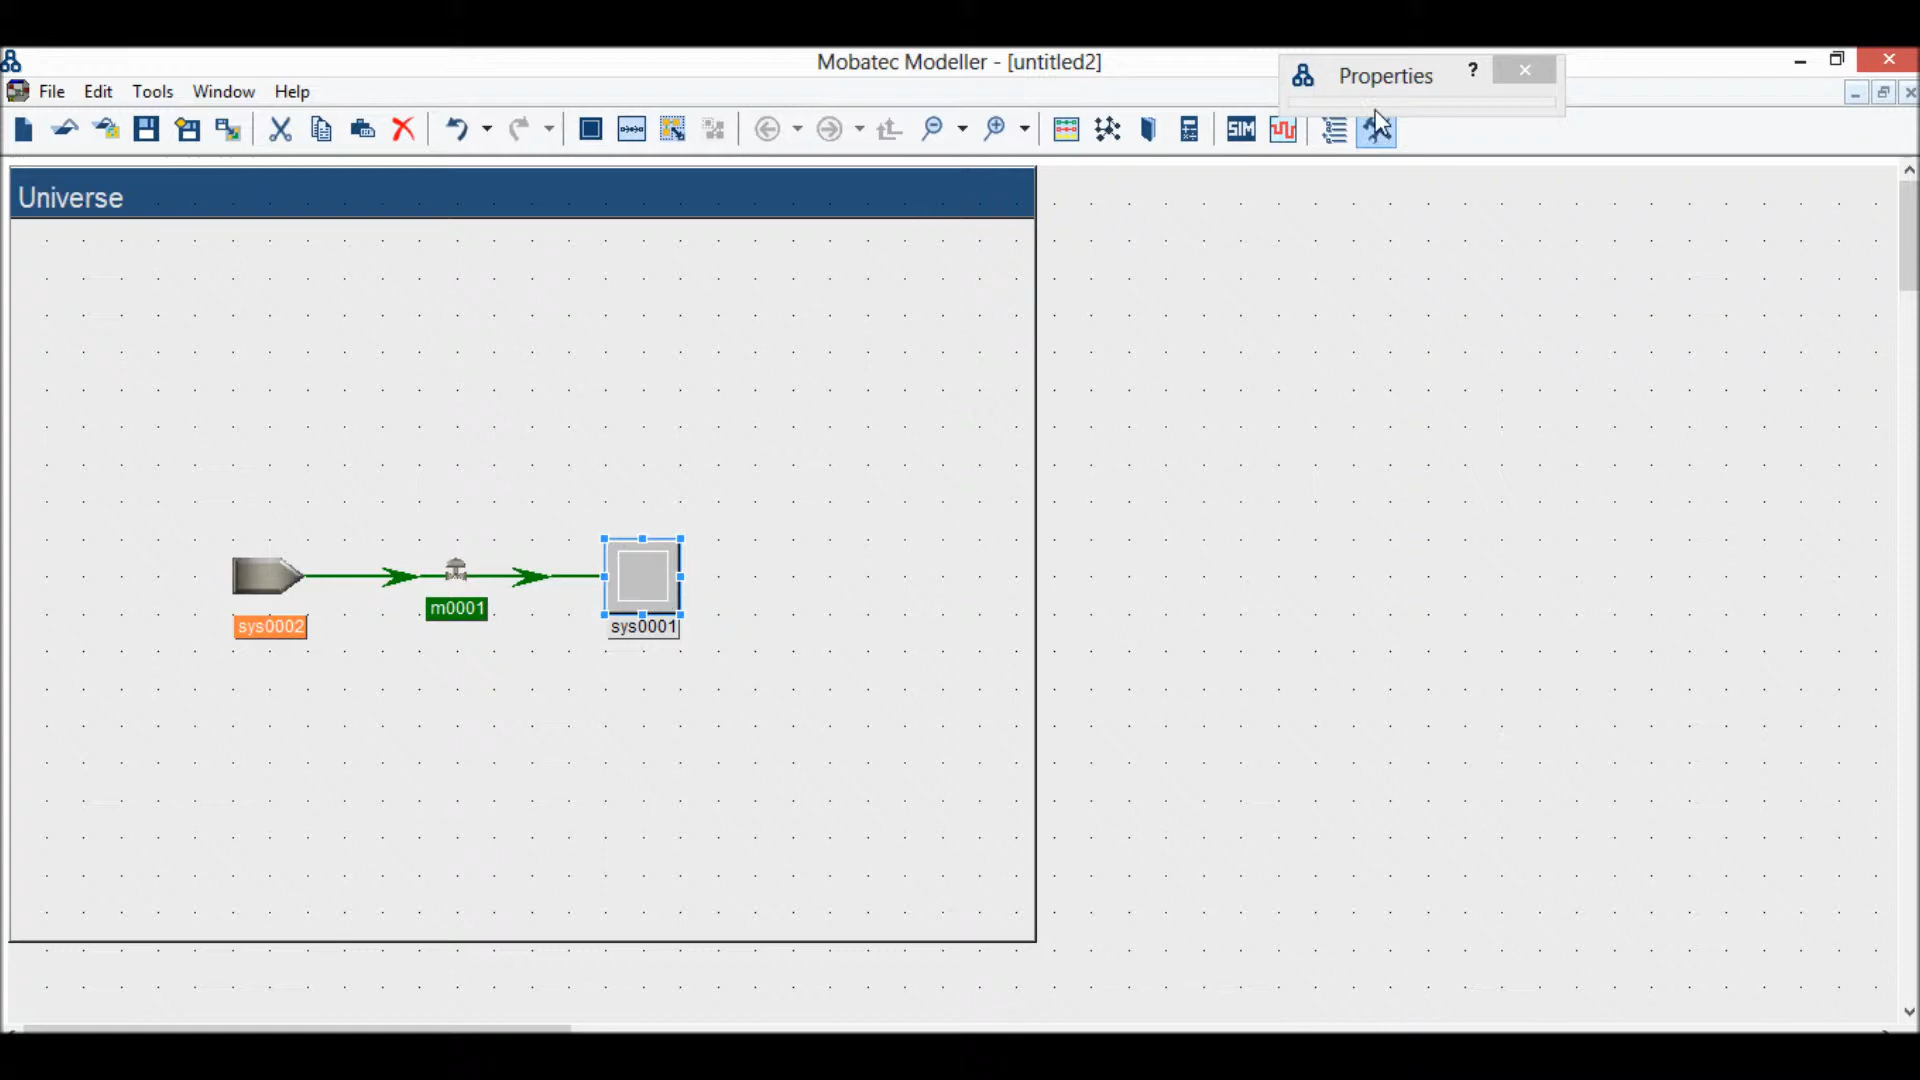 Mobatec Modeller - [untitled2]
Properties
?
File Edit Tools Window Help
SIM
Universe
m0001
sys0002
sys0001